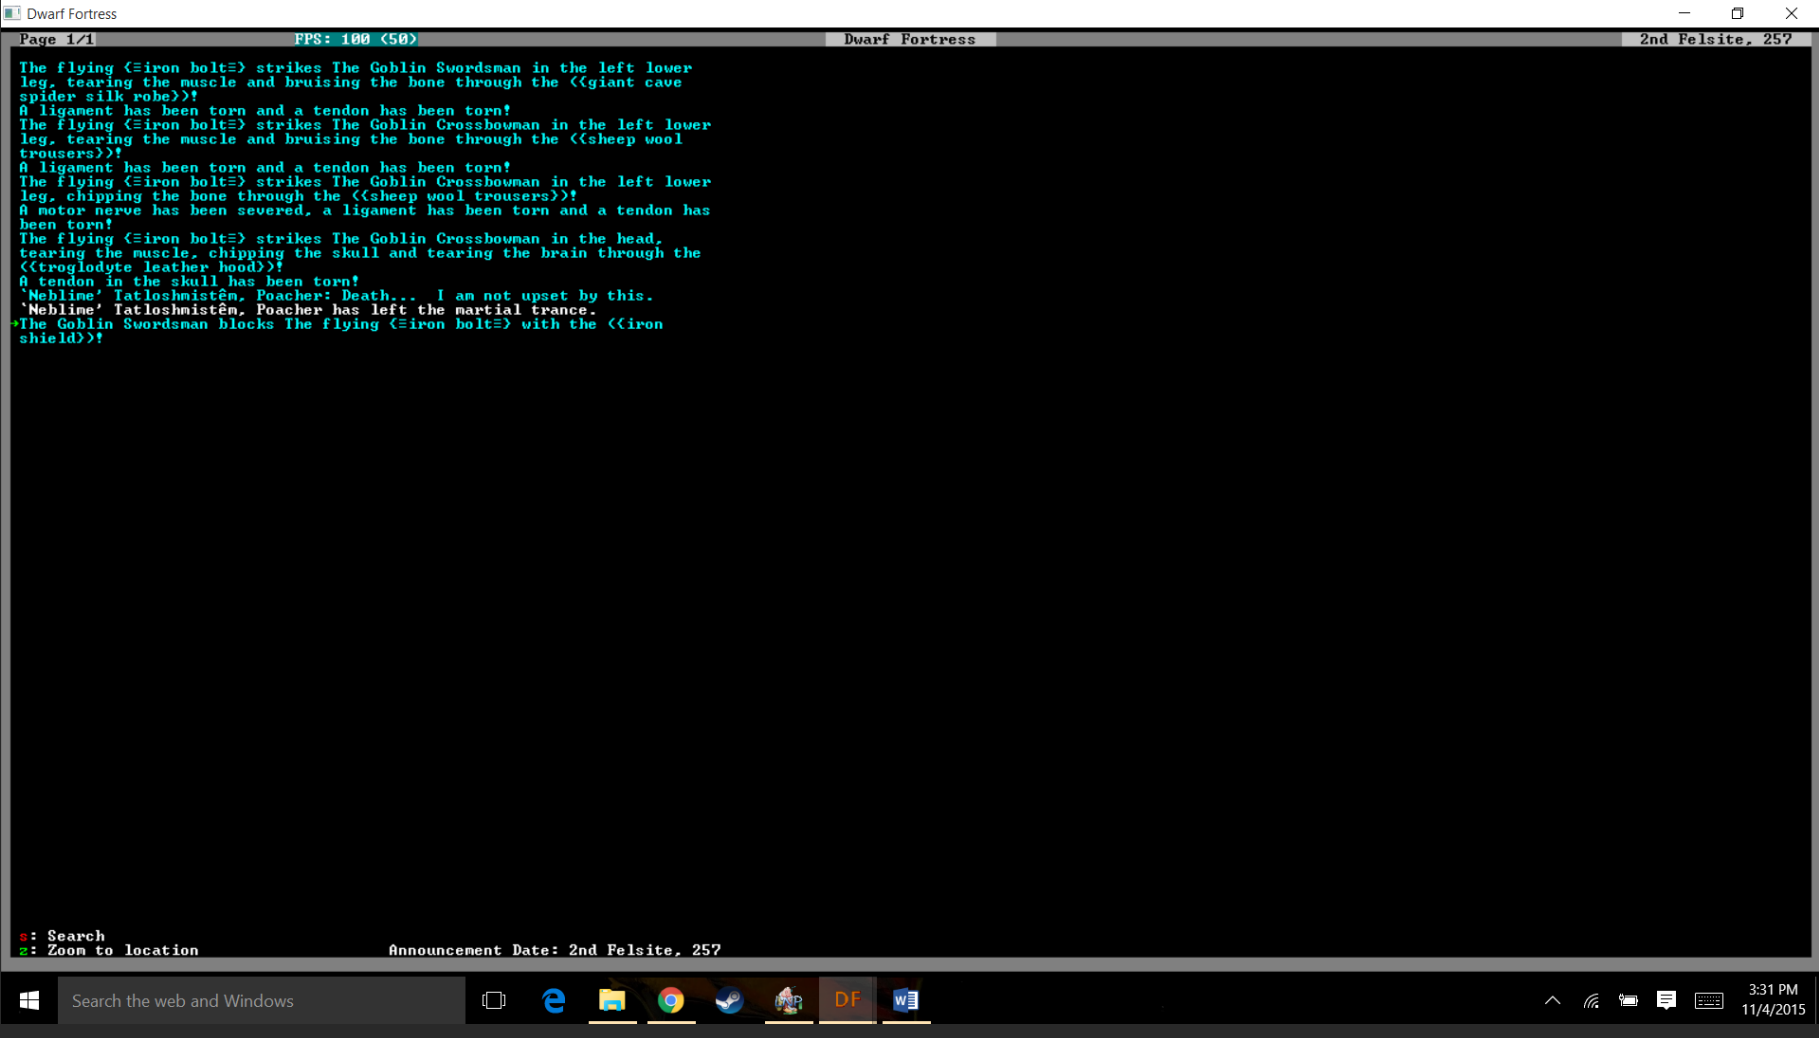 Dwarf Fortress
Page 1/1 FPS: 100 (50) Dwarf Fortress 2nd Felsite, 257
The flying {≡iron bolt≡} strikes The Goblin Swordsman in the left lower
leg, tearing the muscle and bruising the bone through the ({giant cave
spider silk robe})!
A ligament has been torn and a tendon has been torn!
The flying {≡iron bolt≡} strikes The Goblin Crossbowman in the left lower
leg, tearing the muscle and bruising the bone through the ({sheep wool
trousers})!
A ligament has been torn and a tendon has been torn!
The flying {≡iron bolt≡} strikes The Goblin Crossbowman in the left lower
leg, chipping the bone through the ({sheep wool trousers})!
A motor nerve has been severed, a ligament has been torn and a tendon has
been torn!
The flying {≡iron bolt≡} strikes The Goblin Crossbowman in the head,
tearing the muscle, chipping the skull and tearing the brain through the
({troglodyte leather hood})!
A tendon in the skull has been torn!
`Neblime' Tatloshmistêm, Poacher: Death...  I am not upset by this.
`Neblime' Tatloshmistêm, Poacher has left the martial trance.
→The Goblin Swordsman blocks The flying {≡iron bolt≡} with the ({iron
shield})!
s: Search
z: Zoom to location Announcement Date: 2nd Felsite, 257
Search the web and Windows
DF
3:31 PM
11/4/2015